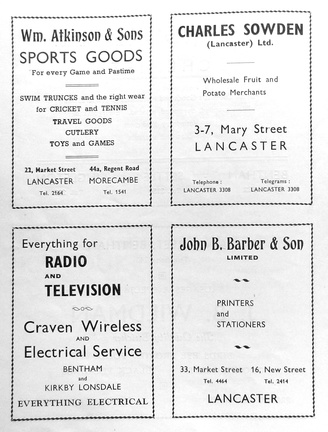 Wm. Atkinson & Sons
SPORTS GOODS
For every Game and Pastime
SWIM TRUNCKS and the right wear
for CRICKET and TENNIS
TRAVEL GOODS
CUTLERY
TOYS and GAMES
22, Market Street 44a, Regent Road
LANCASTER MORECAMBE
Tel. 2564 Tel. 1541
CHARLES SOWDEN
(Lancaster) Ltd.
Wholesale Fruit and
Potato Merchants
3-7, Mary Street
LANCASTER
Telephone : Telegrams :
LANCASTER 3308 LANCASTER 3308
Everything for
RADIO
AND
TELEVISION
Craven Wireless
AND
Electrical Service
BENTHAM
and
KIRKBY LONSDALE
EVERYTHING ELECTRICAL
John B. Barber & Son
LIMITED
PRINTERS
and
STATIONERS
33, Market Street 16, New Street
Tel. 4464 Tel. 2414
LANCASTER